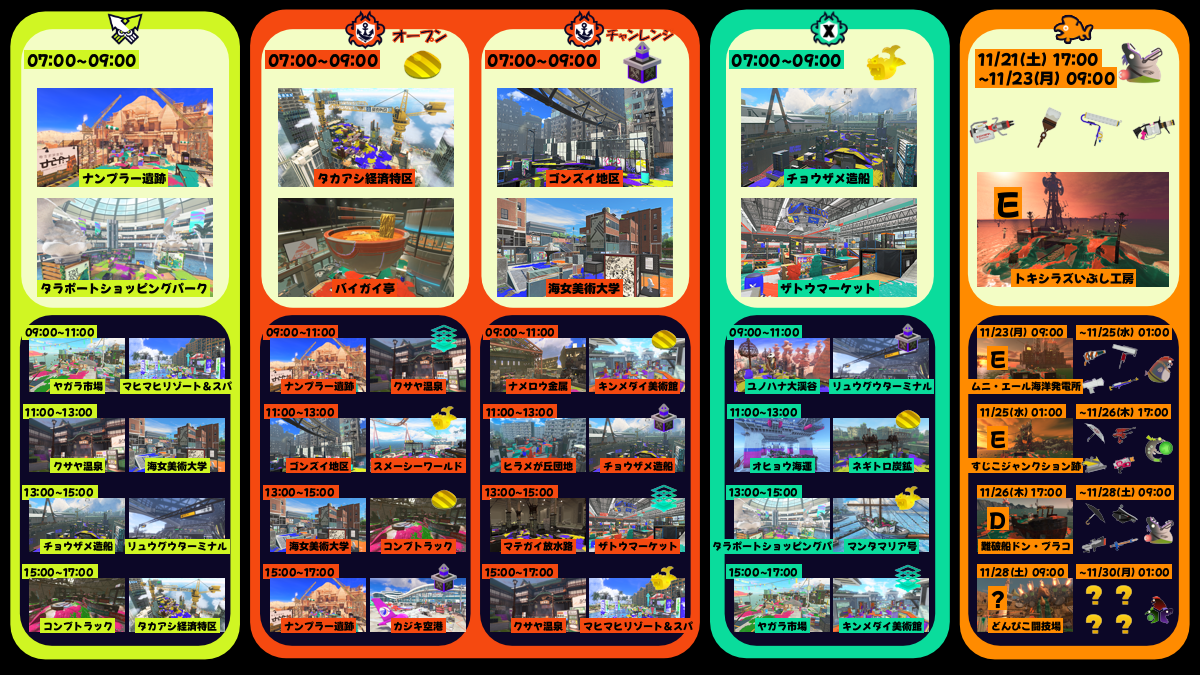 07:00~09:00
ナンプラー遺跡
タラポートショッピングパーク
09:00~11:00
ヤガラ市場
マヒマヒリゾート&スパ
11:00~13:00
クサヤ温泉
海女美術大学
13:00~15:00
チョウザメ造船
リュウグウターミナル
15:00~17:00
コンブトラック
タカアシ経済特区
オープン
07:00~09:00
タカアシ経済特区
バイガイ亭
09:00~11:00
ナンプラー遺跡
クサヤ温泉
11:00~13:00
ゴンズイ地区
スメーシーワールド
13:00~15:00
海女美術大学
コンブトラック
15:00~17:00
ナンプラー遺跡
カジキ空港
チャレンジ
07:00~09:00
ゴンズイ地区
海女美術大学
09:00~11:00
ナメロウ金属
キンメダイ美術館
11:00~13:00
ヒラメが丘団地
チョウザメ造船
13:00~15:00
マテガイ放水路
ザトウマーケット
15:00~17:00
クサヤ温泉
マヒマヒリゾート&スパ
X
07:00~09:00
チョウザメ造船
ザトウマーケット
09:00~11:00
ユノハナ大渓谷
リュウグウターミナル
11:00~13:00
オヒョウ海運
ネギトロ炭鉱
13:00~15:00
タラポートショッピングパ
マンタマリア号
15:00~17:00
ヤガラ市場
キンメダイ美術館
11/21(土) 17:00
~11/23(月) 09:00
E
トキシラズいぶし工房
11/23(月) 09:00
~11/25(水) 01:00
E
ムニ・エール海洋発電所
11/25(水) 01:00
~11/26(木) 17:00
E
すじこジャンクション跡
11/26(木) 17:00
~11/28(土) 09:00
D
難破船ドン・ブラコ
11/28(土) 09:00
~11/30(月) 01:00
?
? ?
? ?
どんぴこ闘技場